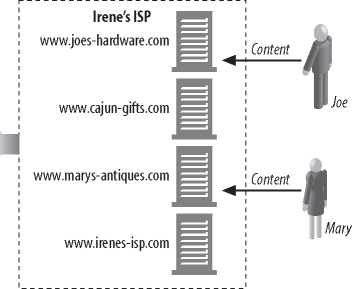 Irene's ISP
www.joes-hardware.com
Content
Joe
www.cajun-gifts.com
www.marys-antiques.com
Content
Mary
www.irenes-isp.com